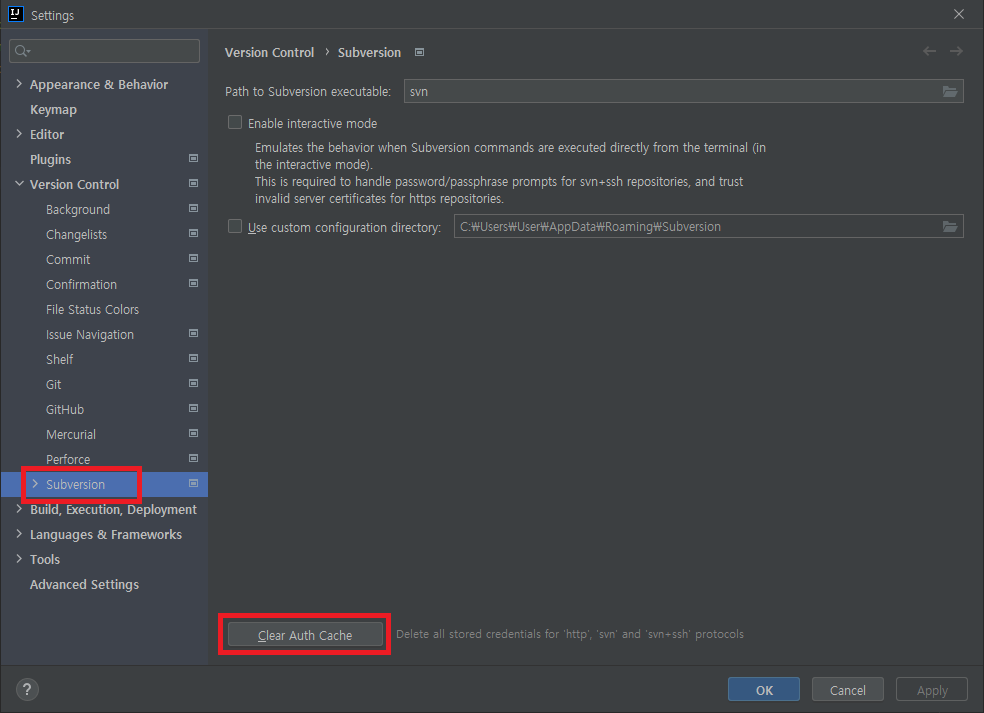 IJ
Settings
Appearance & Behavior
Keymap
Editor
Plugins
Version Control
Background
Changelists
Commit
Confirmation
File Status Colors
Issue Navigation
Shelf
Git
GitHub
Mercurial
Perforce
Subversion
Build, Execution, Deployment
Languages & Frameworks
Tools
Advanced Settings
Version Control › Subversion
Path to Subversion executable: svn
Enable interactive mode
Emulates the behavior when Subversion commands are executed directly from the terminal (in
the interactive mode).
This is required to handle password/passphrase prompts for svn+ssh repositories, and trust
invalid server certificates for https repositories.
Use custom configuration directory: C:₩Users₩User₩AppData₩Roaming₩Subversion
Clear Auth Cache Delete all stored credentials for 'http', 'svn' and 'svn+ssh' protocols
? OK Cancel Apply